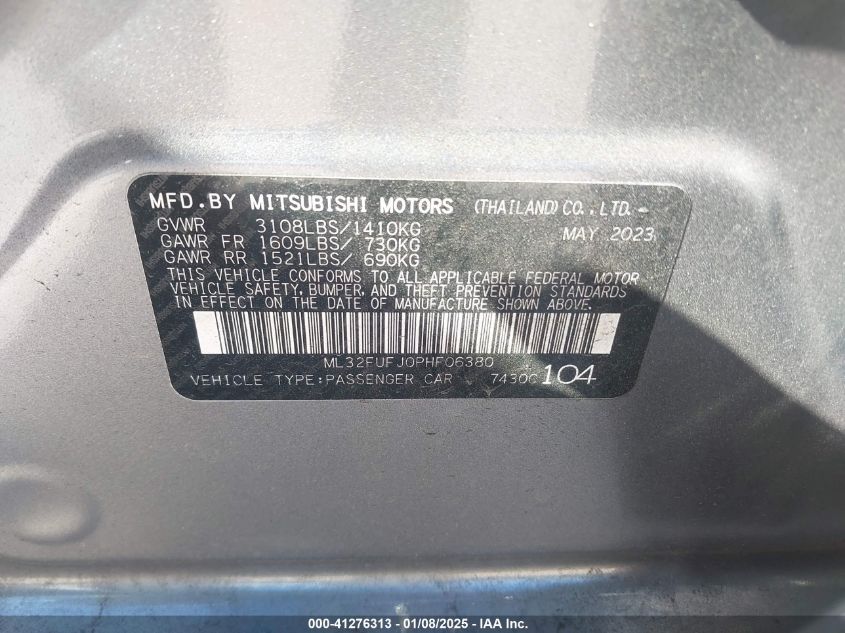 MFD.BY MITSUBISHI MOTORS (THAILAND)CO.,LTD.
GVWR 3108LBS/1410KG MAY 2023
GAWR FR 1609LBS/ 730KG
GAWR RR 1521LBS/ 690KG
THIS VEHICLE CONFORMS TO ALL APPLICABLE FEDERAL MOTOR
VEHICLE SAFETY, BUMPER, AND THEFT PREVENTION STANDARDS
IN EFFECT ON THE DATE OF MANUFACTURE SHOWN ABOVE.
ML32FUFJ0PHF06380
VEHICLE TYPE:PASSENGER CAR 7430C 104
000-41276313 - 01/08/2025 - IAA Inc.